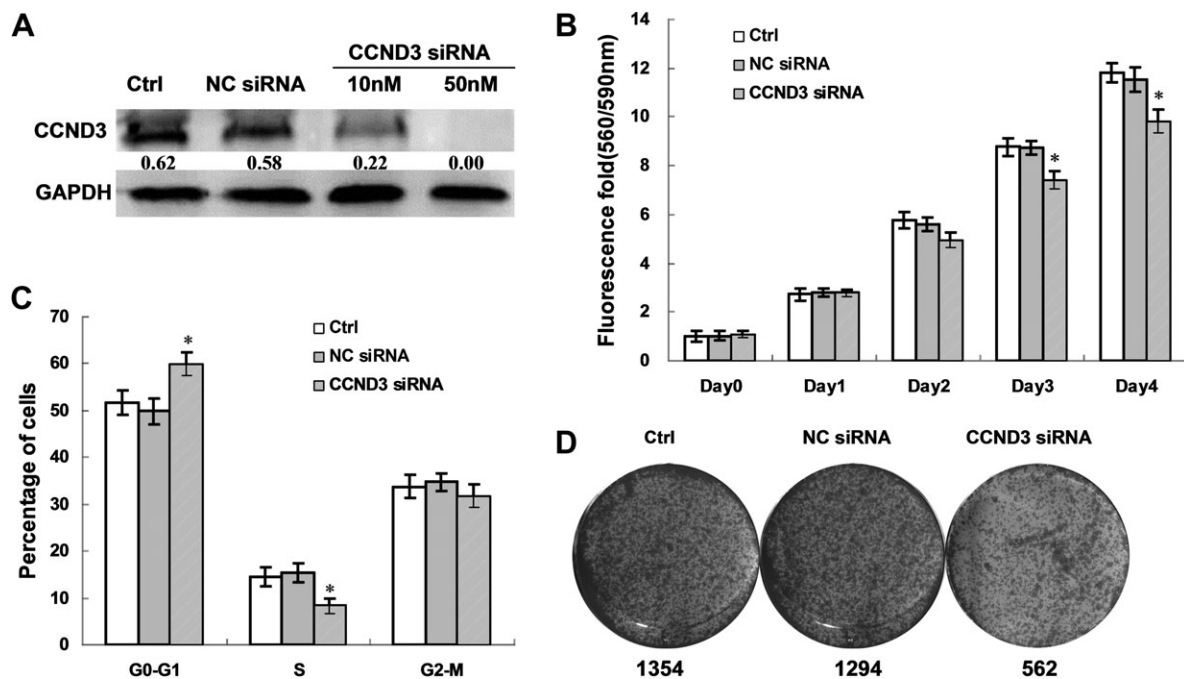 A
CCND3 siRNA
Ctrl NC siRNA 10nM 50nM
CCND3
0.62 0.58 0.22 0.00
GAPDH
B
Fluorescence fold(560/590nm)
14
12
10
8
6
4
2
0
Ctrl
NC siRNA
CCND3 siRNA
*
*
Day0 Day1 Day2 Day3 Day4
C
Percentage of cells
70
60
50
40
30
20
10
0
Ctrl
NC siRNA
CCND3 siRNA
*
*
G0-G1 S G2-M
D
Ctrl NC siRNA CCND3 siRNA
1354 1294 562